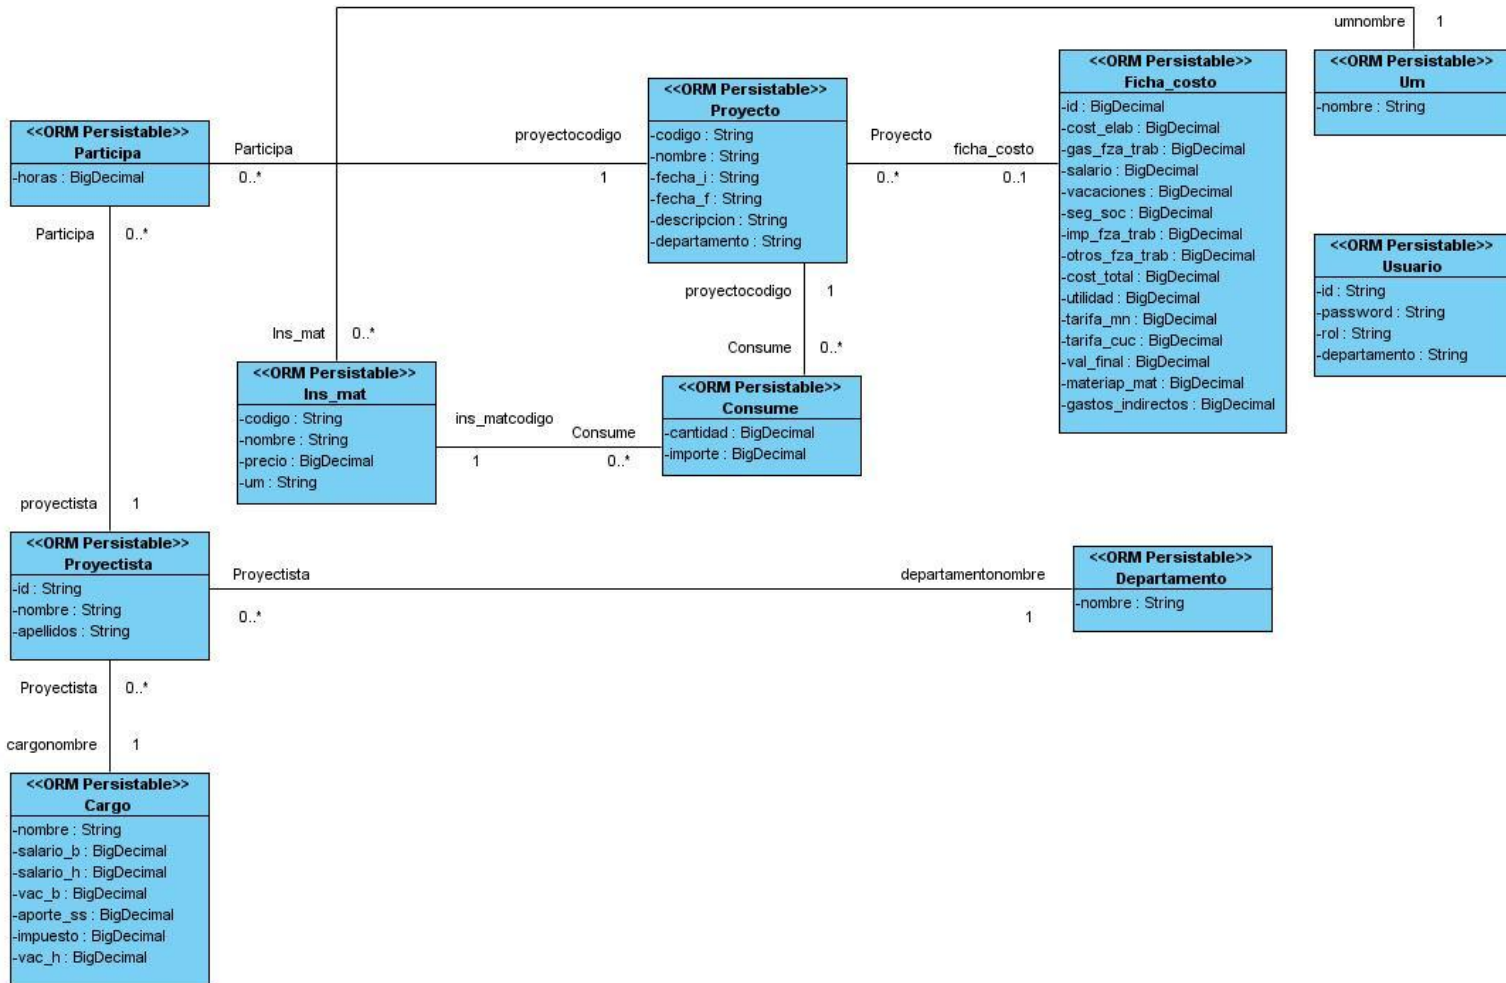 umnombre 1
<<ORM Persistable>>
Participa
-horas : BigDecimal
Participa
0..*
proyectocodigo
1
<<ORM Persistable>>
Proyecto
-codigo : String
-nombre : String
-fecha_i : String
-fecha_f : String
-descripcion : String
-departamento : String
Proyecto
0..*
ficha_costo
0..1
<<ORM Persistable>>
Ficha_costo
-id : BigDecimal
-cost_elab : BigDecimal
-gas_fza_trab : BigDecimal
-salario : BigDecimal
-vacaciones : BigDecimal
-seg_soc : BigDecimal
-imp_fza_trab : BigDecimal
-otros_fza_trab : BigDecimal
-cost_total : BigDecimal
-utilidad : BigDecimal
-tarifa_mn : BigDecimal
-tarifa_cuc : BigDecimal
-val_final : BigDecimal
-materiap_mat : BigDecimal
-gastos_indirectos : BigDecimal
<<ORM Persistable>>
Um
-nombre : String
<<ORM Persistable>>
Usuario
-id : String
-password : String
-rol : String
-departamento : String
Participa 0..*
proyectocodigo 1
Consume 0..*
Ins_mat 0..*
<<ORM Persistable>>
Ins_mat
-codigo : String
-nombre : String
-precio : BigDecimal
-um : String
ins_matcodigo
1
Consume
0..*
<<ORM Persistable>>
Consume
-cantidad : BigDecimal
-importe : BigDecimal
proyectista 1
<<ORM Persistable>>
Proyectista
-id : String
-nombre : String
-apellidos : String
Proyectista
0..*
departamentonombre
1
<<ORM Persistable>>
Departamento
-nombre : String
Proyectista 0..*
cargonombre 1
<<ORM Persistable>>
Cargo
-nombre : String
-salario_b : BigDecimal
-salario_h : BigDecimal
-vac_b : BigDecimal
-aporte_ss : BigDecimal
-impuesto : BigDecimal
-vac_h : BigDecimal